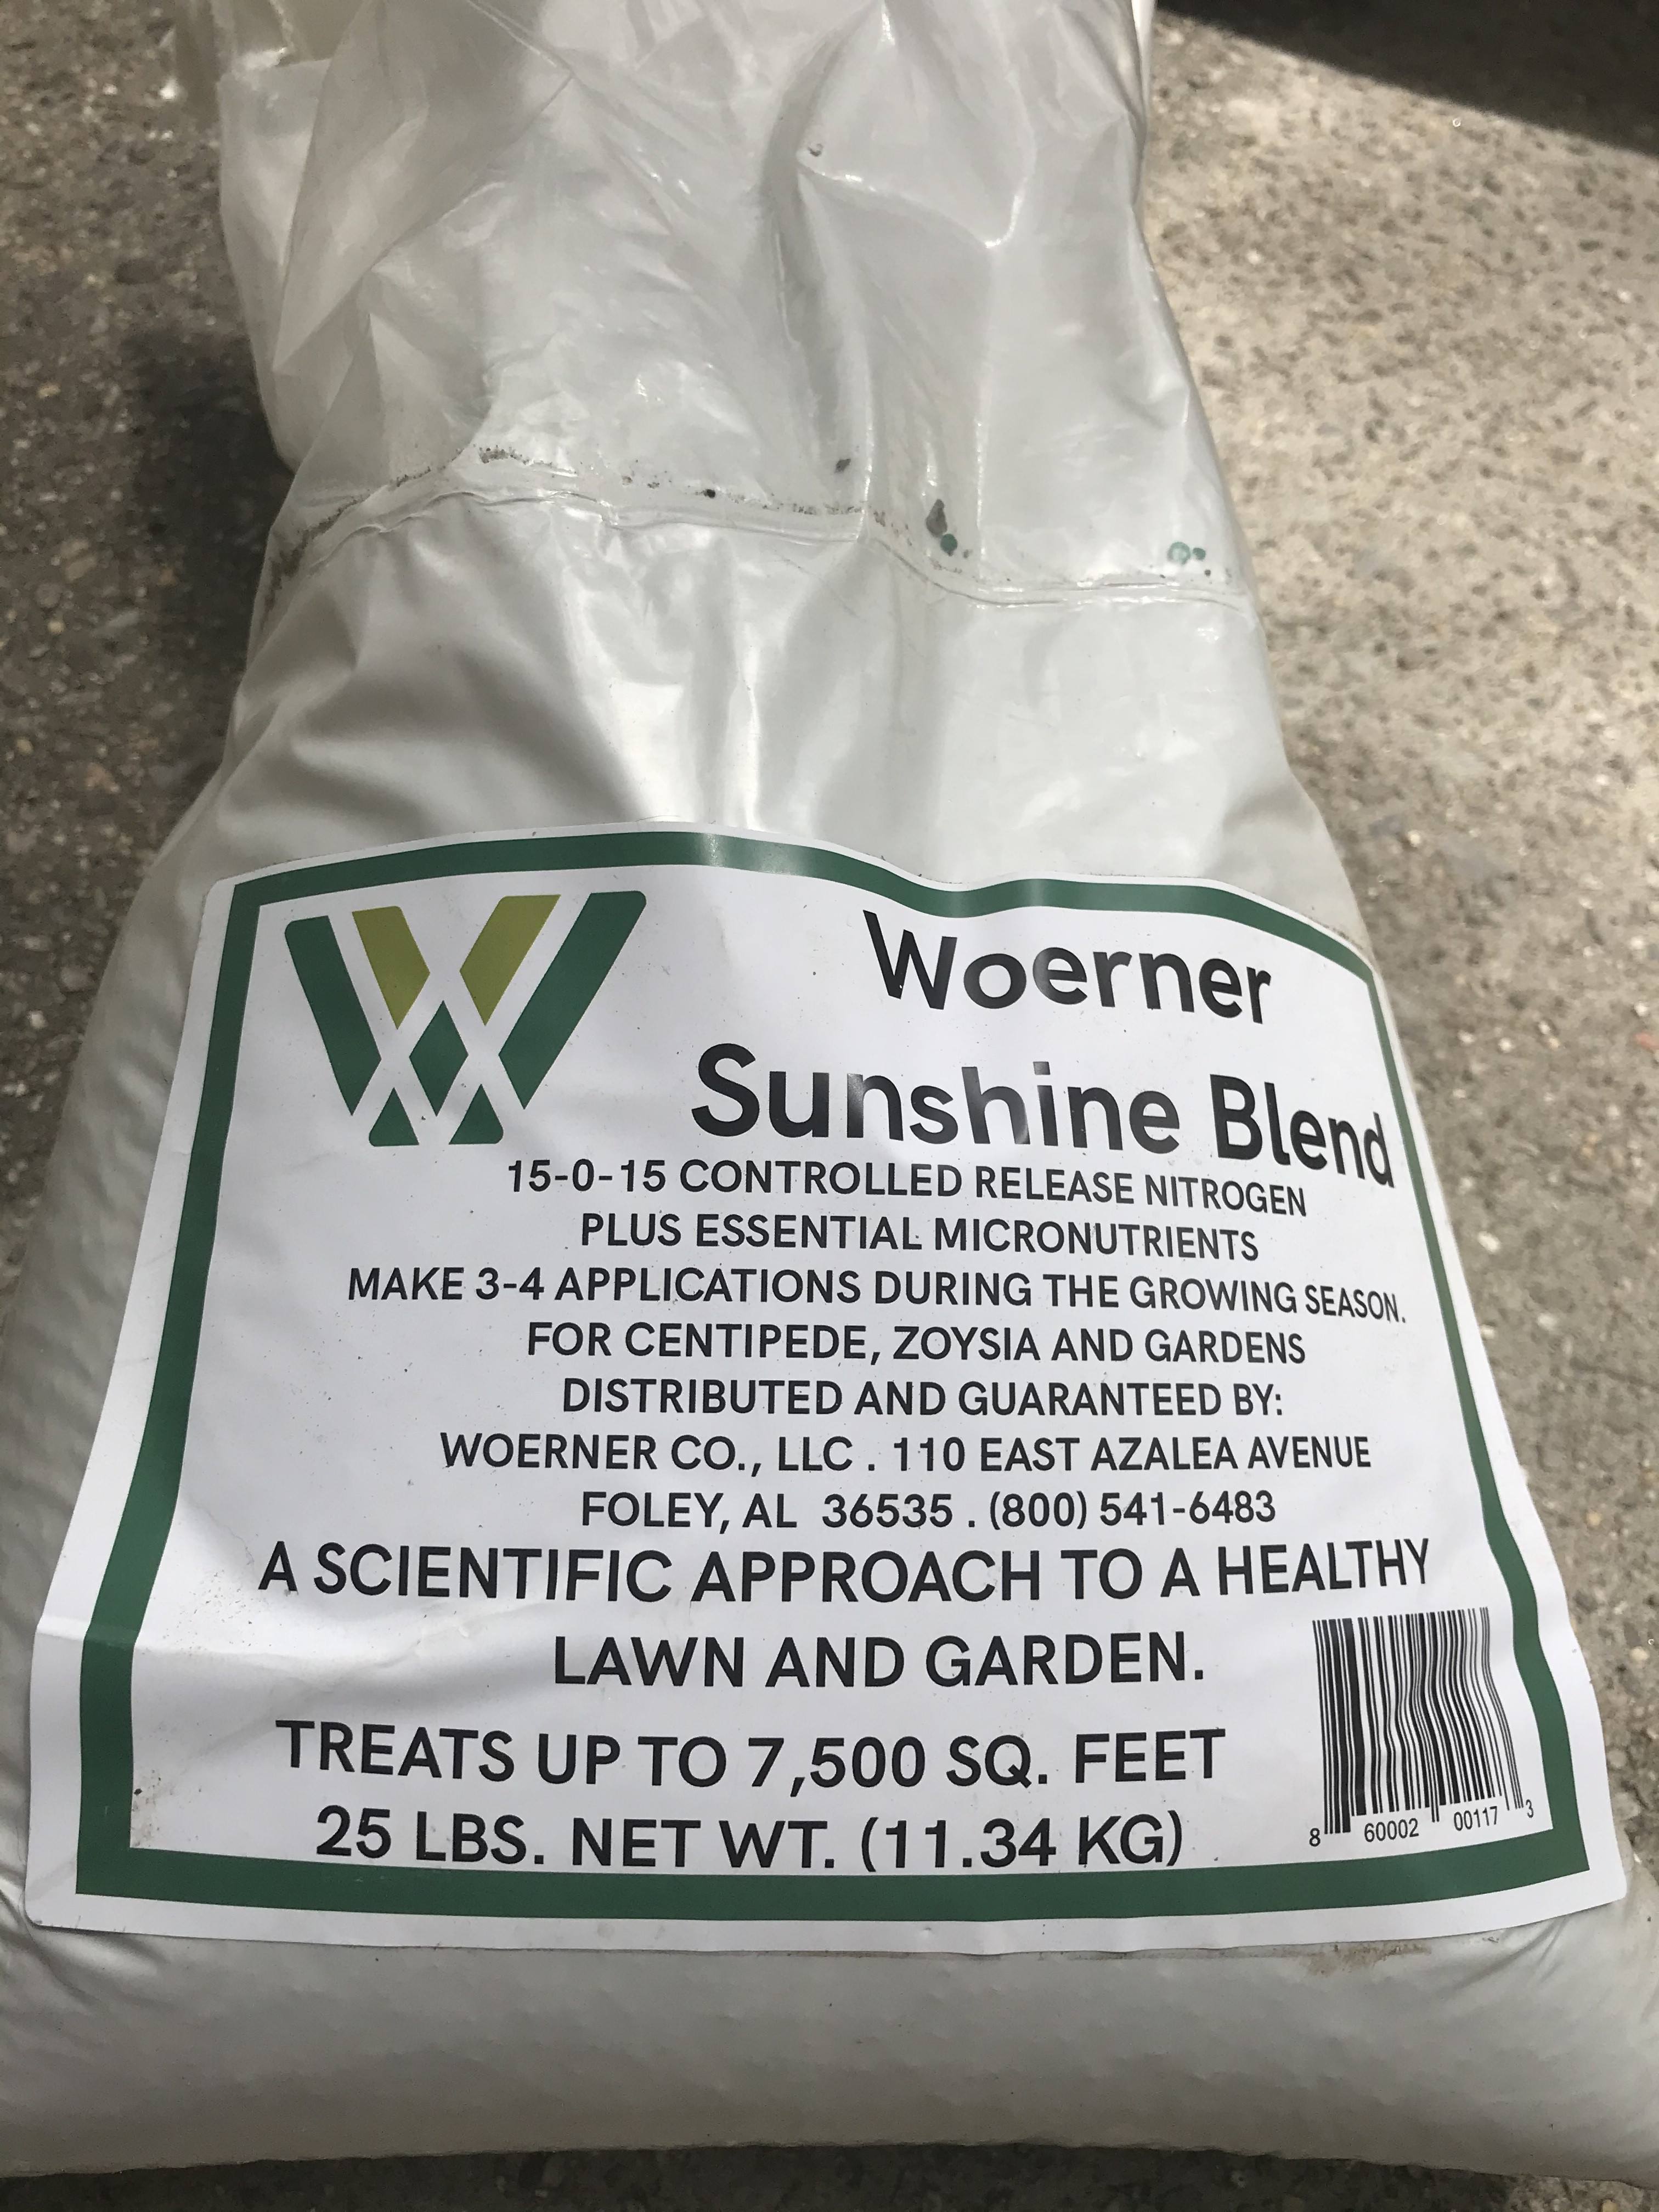 Woerner
Sunshine Blend
15-0-15 CONTROLLED RELEASE NITROGEN
PLUS ESSENTIAL MICRONUTRIENTS
MAKE 3-4 APPLICATIONS DURING THE GROWING SEASON.
FOR CENTIPEDE, ZOYSIA AND GARDENS
DISTRIBUTED AND GUARANTEED BY:
WOERNER CO., LLC . 110 EAST AZALEA AVENUE
FOLEY, AL 36535 . (800) 541-6483
A SCIENTIFIC APPROACH TO A HEALTHY
LAWN AND GARDEN.
TREATS UP TO 7,500 SQ. FEET
25 LBS. NET WT. (11.34 KG)
8 60002 00117 3